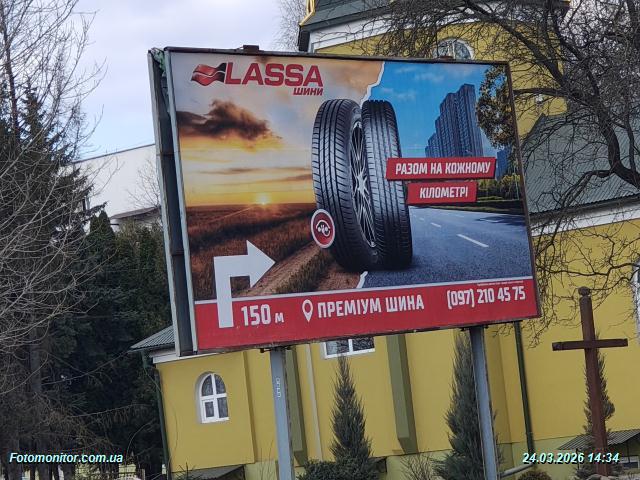 LASSA
ШИНИ
РАЗОМ НА КОЖНОМУ
КІЛОМЕТРІ
150 м
ПРЕМІУМ ШИНА
(097) 210 45 75
Fotomonitor.com.ua
24.03.2026 14:34